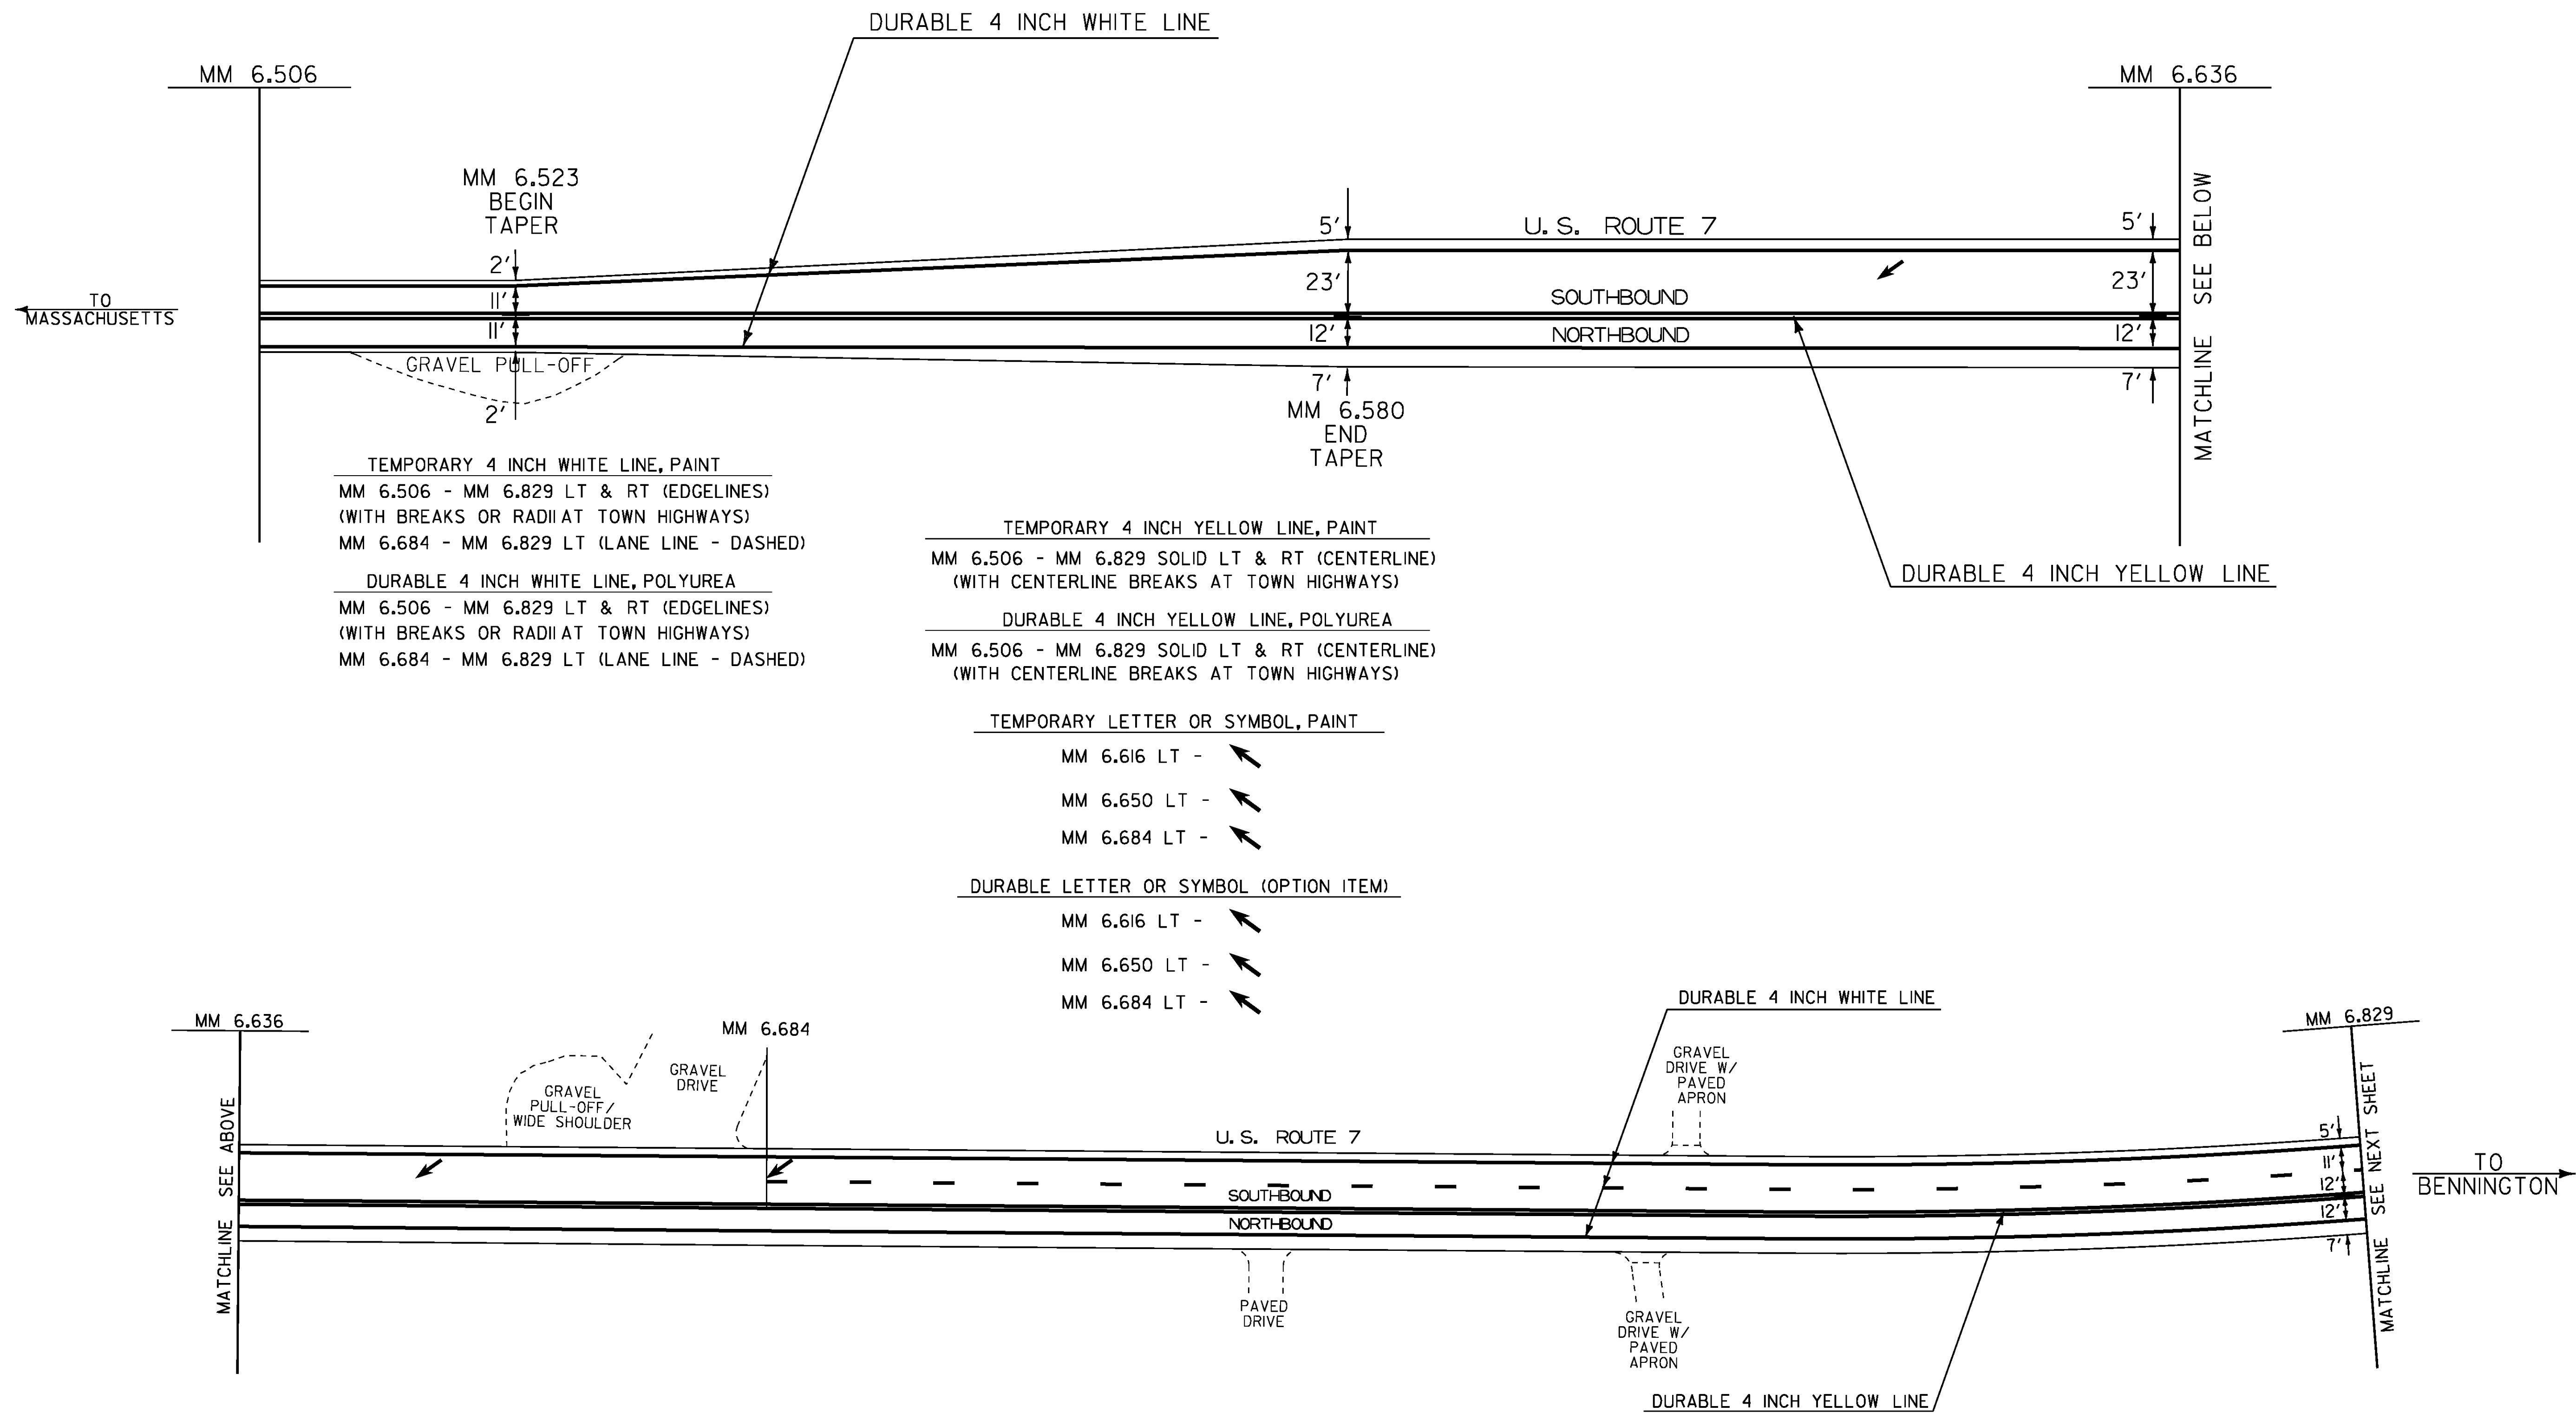 DURABLE 4 INCH WHITE LINE
MM 6.506
MM 6.636
MM 6.523
BEGIN
TAPER
2'
11'
11'
2'
TO
MASSACHUSETTS
GRAVEL PULL-OFF
5'
23'
12'
7'
MM 6.580
END
TAPER
U.S. ROUTE 7
SOUTHBOUND
NORTHBOUND
5'
23'
12'
7'
MATCHLINE SEE BELOW
DURABLE 4 INCH YELLOW LINE
TEMPORARY 4 INCH WHITE LINE, PAINT
MM 6.506 - MM 6.829 LT & RT (EDGELINES)
(WITH BREAKS OR RADII AT TOWN HIGHWAYS)
MM 6.684 - MM 6.829 LT (LANE LINE - DASHED)
DURABLE 4 INCH WHITE LINE, POLYUREA
MM 6.506 - MM 6.829 LT & RT (EDGELINES)
(WITH BREAKS OR RADII AT TOWN HIGHWAYS)
MM 6.684 - MM 6.829 LT (LANE LINE - DASHED)
TEMPORARY 4 INCH YELLOW LINE, PAINT
MM 6.506 - MM 6.829 SOLID LT & RT (CENTERLINE)
(WITH CENTERLINE BREAKS AT TOWN HIGHWAYS)
DURABLE 4 INCH YELLOW LINE, POLYUREA
MM 6.506 - MM 6.829 SOLID LT & RT (CENTERLINE)
(WITH CENTERLINE BREAKS AT TOWN HIGHWAYS)
TEMPORARY LETTER OR SYMBOL, PAINT
MM 6.616 LT -
MM 6.650 LT -
MM 6.684 LT -
DURABLE LETTER OR SYMBOL (OPTION ITEM)
MM 6.616 LT -
MM 6.650 LT -
MM 6.684 LT -
MM 6.636
MM 6.684
DURABLE 4 INCH WHITE LINE
MM 6.829
MATCHLINE SEE ABOVE
GRAVEL
PULL-OFF/
WIDE SHOULDER
GRAVEL
DRIVE
GRAVEL
DRIVE W/
PAVED
APRON
U.S. ROUTE 7
SOUTHBOUND
NORTHBOUND
5'
11'
12'
12'
7'
MATCHLINE SEE NEXT SHEET
TO
BENNINGTON
PAVED
DRIVE
GRAVEL
DRIVE W/
PAVED
APRON
DURABLE 4 INCH YELLOW LINE